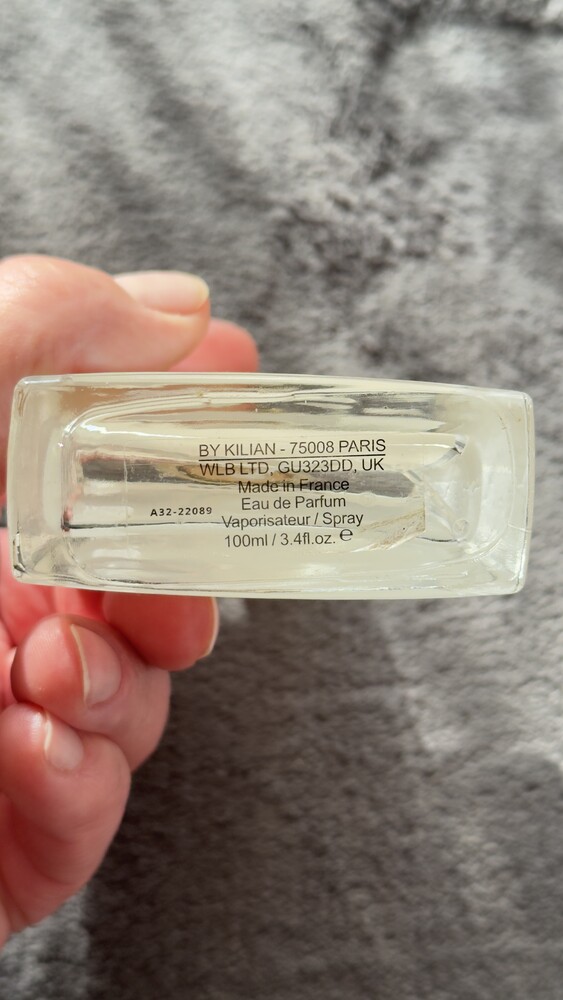 BY KILIAN - 75008 PARIS
WLB LTD, GU323DD, UK
Made in France
Eau de Parfum
A32-22089
Vaporisateur / Spray
100ml / 3.4fl.oz. ℮